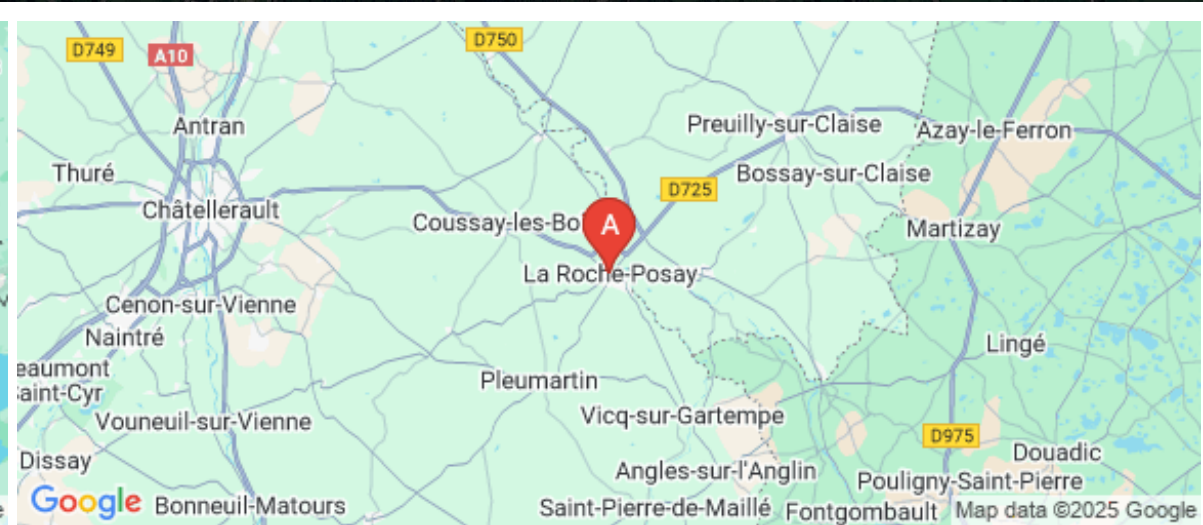 D749
A10
D750
Antran
Preuilly-sur-Claise
Azay-le-Ferron
Thuré
Bossay-sur-Claise
D725
Châtellerault
Coussay-les-Bo
A
Martizay
La Roche-Posay
Cenon-sur-Vienne
Naintré
Lingé
eaumont
Saint-Cyr
Pleumartin
Vouneuil-sur-Vienne
Vicq-sur-Gartempe
D975
Douadic
Dissay
Angles-sur-l'Anglin
Pouligny-Saint-Pierre
Google
Bonneuil-Matours
Saint-Pierre-de-Maillé
Fontgombault
Map data ©2025 Google